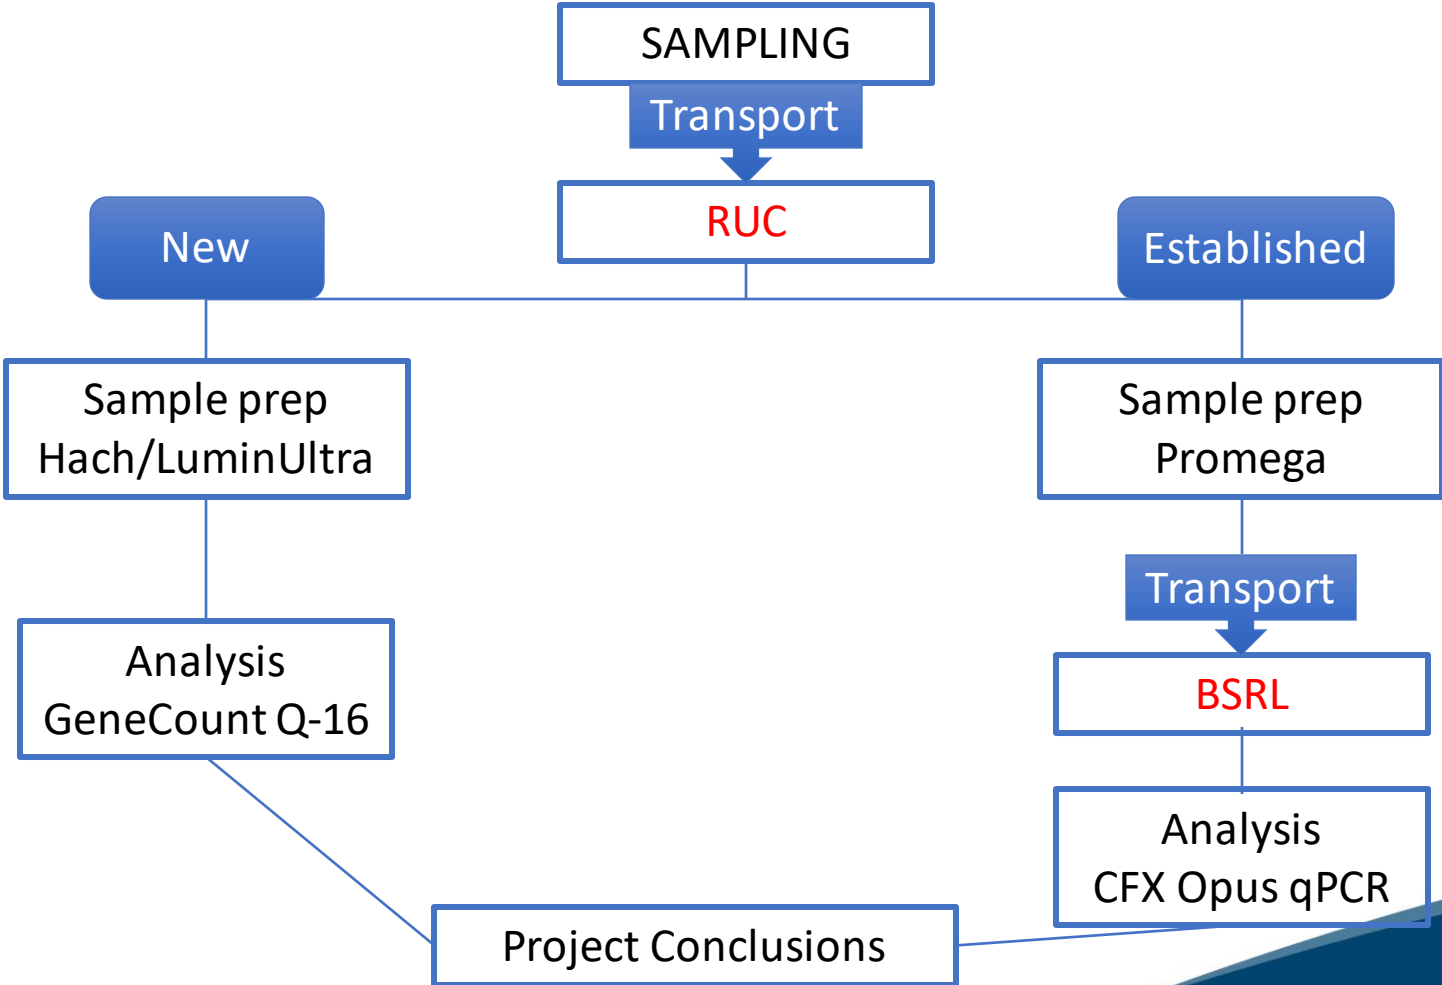 SAMPLING
Transport
RUC
New
Established
Sample prep
Hach/LuminUltra
Sample prep
Promega
Transport
Analysis
GeneCount Q-16
BSRL
Analysis
CFX Opus qPCR
Project Conclusions